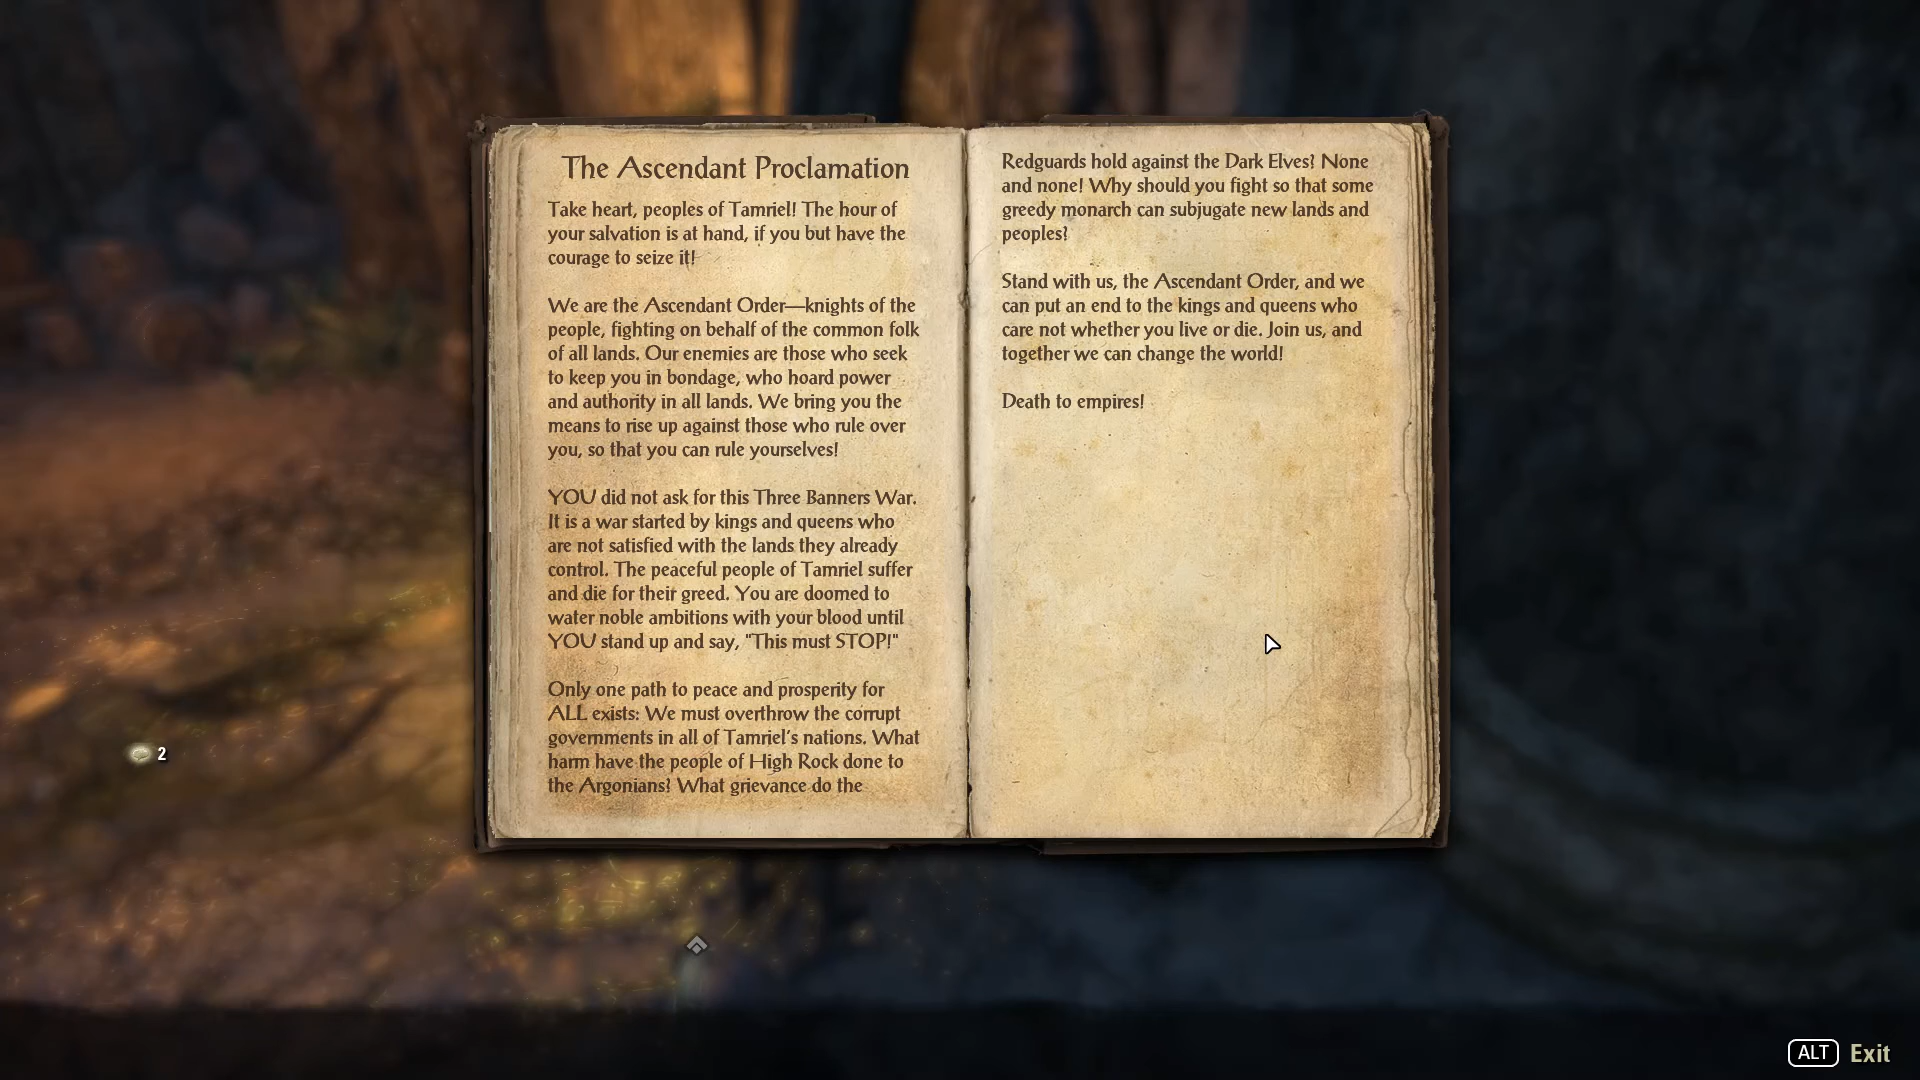 The Ascendant Proclamation
Take heart, peoples of Tamriel! The hour of
your salvation is at hand, if you but have the
courage to seize it!
We are the Ascendant Order—knights of the
people, fighting on behalf of the common folk
of all lands. Our enemies are those who seek
to keep you in bondage, who hoard power
and authority in all lands. We bring you the
means to rise up against those who rule over
you, so that you can rule yourselves!
YOU did not ask for this Three Banners War.
It is a war started by kings and queens who
are not satisfied with the lands they already
control. The peaceful people of Tamriel suffer
and die for their greed. You are doomed to
water noble ambitions with your blood until
YOU stand up and say, "This must STOP!"
Only one path to peace and prosperity for
ALL exists: We must overthrow the corrupt
governments in all of Tamriel's nations. What
harm have the people of High Rock done to
the Argonians? What grievance do the
Redguards hold against the Dark Elves? None
and none! Why should you fight so that some
greedy monarch can subjugate new lands and
peoples?
Stand with us, the Ascendant Order, and we
can put an end to the kings and queens who
care not whether you live or die. Join us, and
together we can change the world!
Death to empires!
2
ALT Exit